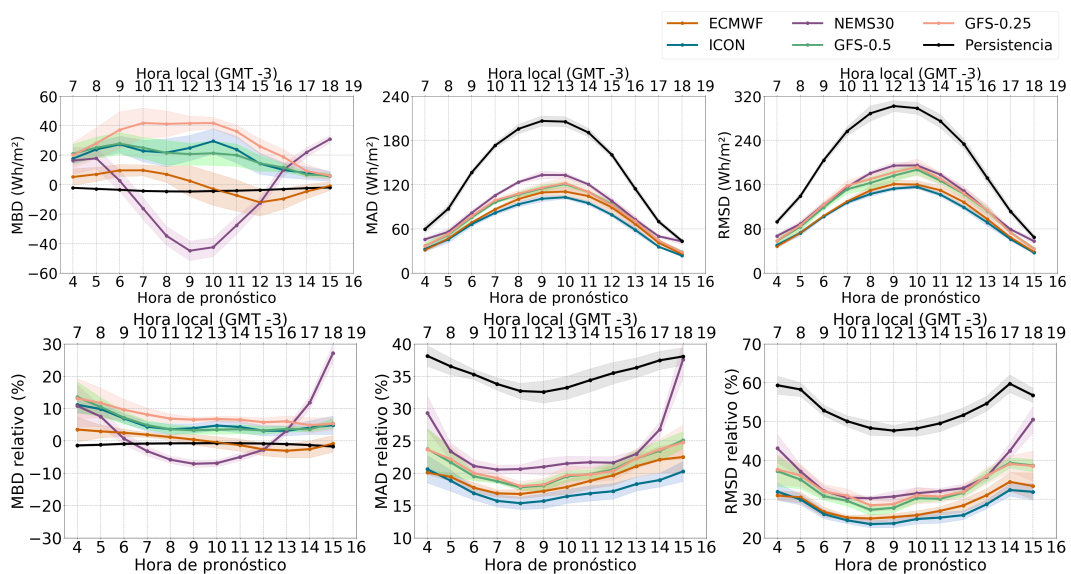 ECMWF NEMS30 GFS-0.25
ICON GFS-0.5 Persistencia
Hora local (GMT -3)
7 8 9 10 11 12 13 14 15 16 17 18 19
MBD (Wh/m²)
60
40
20
0
−20
−40
−60
4 5 6 7 8 9 10 11 12 13 14 15 16
Hora de pronóstico
Hora local (GMT -3)
7 8 9 10 11 12 13 14 15 16 17 18 19
MAD (Wh/m²)
240
180
120
60
0
4 5 6 7 8 9 10 11 12 13 14 15 16
Hora de pronóstico
Hora local (GMT -3)
7 8 9 10 11 12 13 14 15 16 17 18 19
RMSD (Wh/m²)
320
240
160
80
0
4 5 6 7 8 9 10 11 12 13 14 15 16
Hora de pronóstico
Hora local (GMT -3)
7 8 9 10 11 12 13 14 15 16 17 18 19
MBD relativo (%)
30
20
10
0
−10
−20
−30
4 5 6 7 8 9 10 11 12 13 14 15 16
Hora de pronóstico
Hora local (GMT -3)
7 8 9 10 11 12 13 14 15 16 17 18 19
MAD relativo (%)
40
35
30
25
20
15
10
4 5 6 7 8 9 10 11 12 13 14 15 16
Hora de pronóstico
Hora local (GMT -3)
7 8 9 10 11 12 13 14 15 16 17 18 19
RMSD relativo (%)
70
60
50
40
30
20
4 5 6 7 8 9 10 11 12 13 14 15 16
Hora de pronóstico